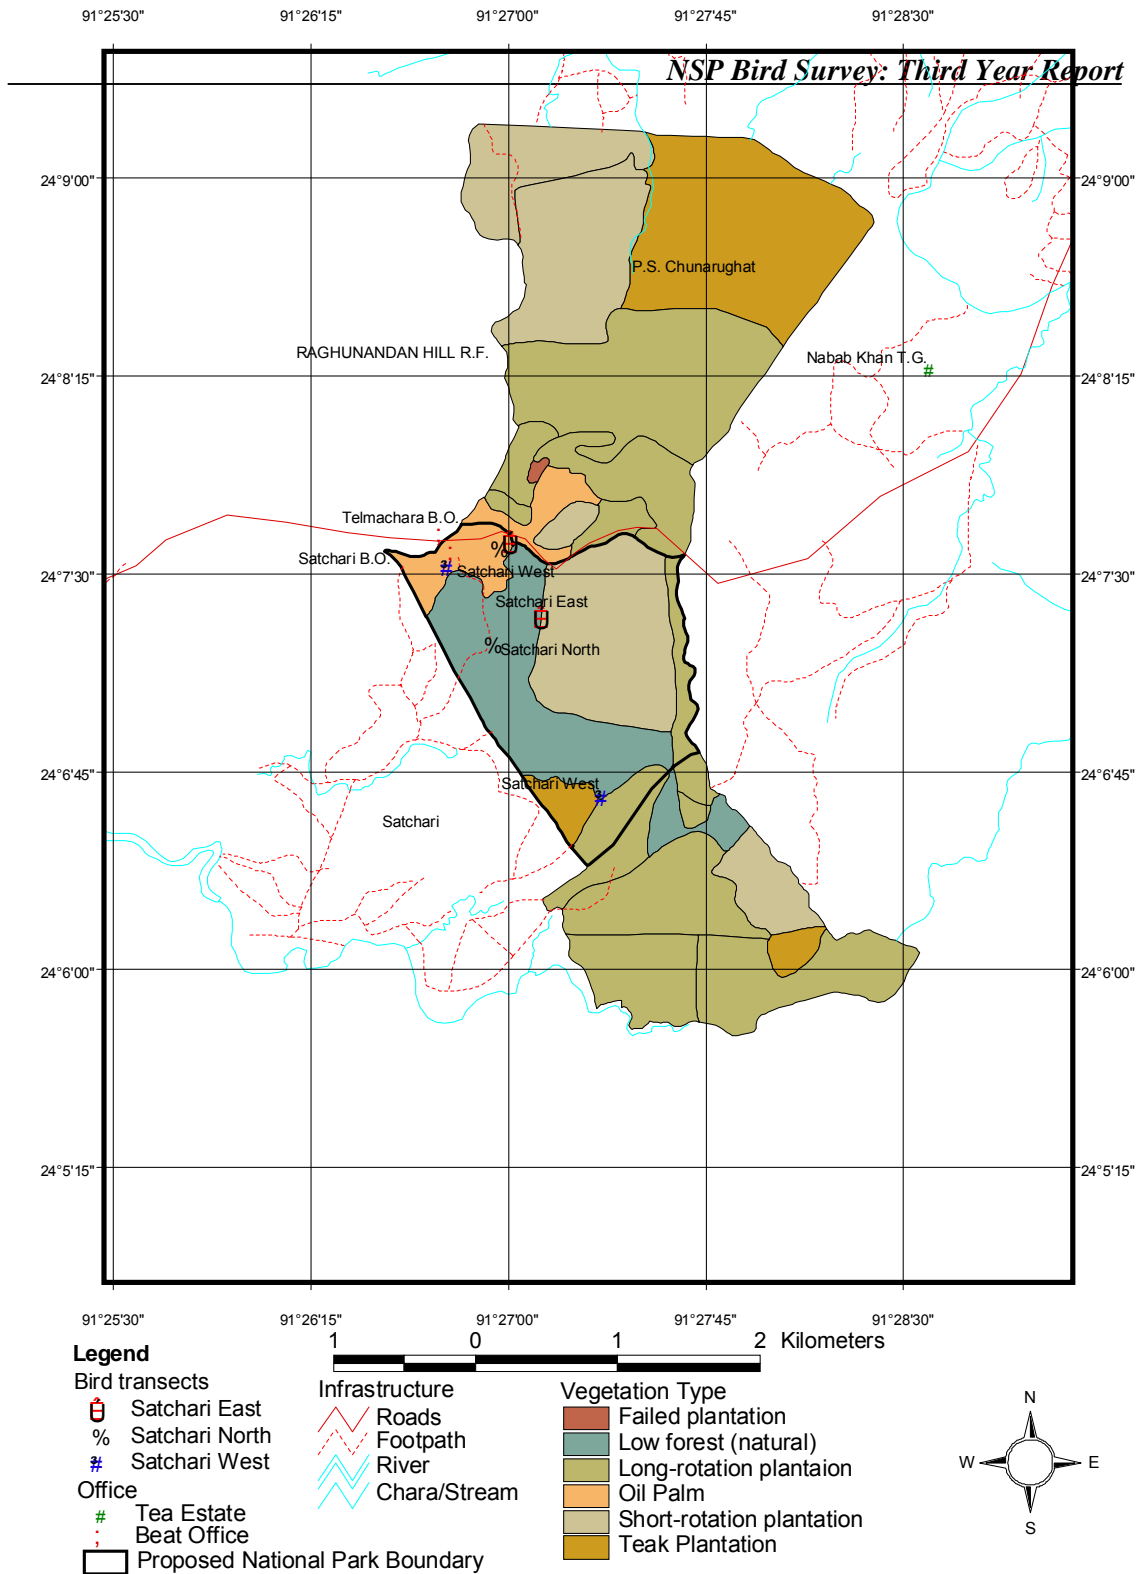 91°25'30" 91°26'15" 91°27'00" 91°27'45" 91°28'30"
NSP Bird Survey: Third Year Report
24°9'00" 24°9'00"
P.S. Chunarughat
RAGHUNANDAN HILL R.F.
Nabab Khan T.G.
#
24°8'15" 24°8'15"
Telmachara B.O.
Satchari B.O.
%
#
Satchari West
24°7'30" 24°7'30"
Satchari East
%
Satchari North
24°6'45" 24°6'45"
Satchari West
#
Satchari
24°6'00" 24°6'00"
24°5'15" 24°5'15"
91°25'30" 91°26'15" 91°27'00" 91°27'45" 91°28'30"
1 0 1 2 Kilometers
Legend
Bird transects
Satchari East
% Satchari North
# Satchari West
Office
# Tea Estate
; Beat Office
Proposed National Park Boundary
Infrastructure
Roads
Footpath
River
Chara/Stream
Vegetation Type
Failed plantation
Low forest (natural)
Long-rotation plantaion
Oil Palm
Short-rotation plantation
Teak Plantation
N
W E
S